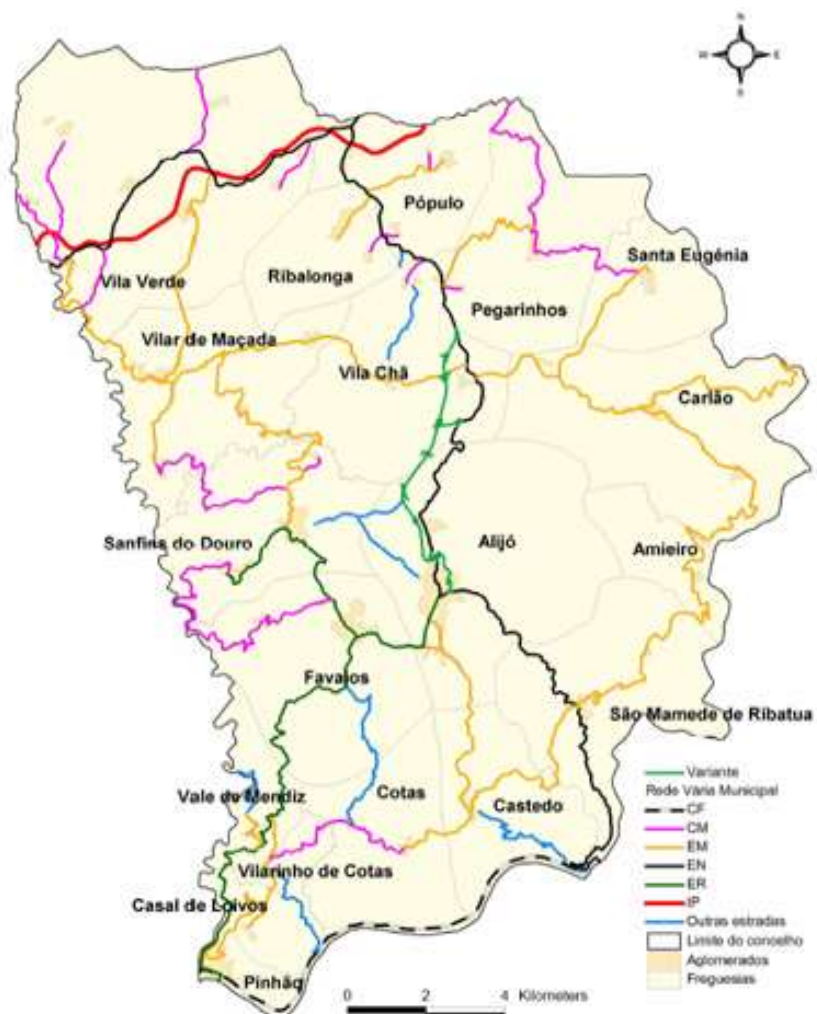 N
W E
S
Pópulo
Santa Eugénia
Vila Verde
Ribalonga
Pegarinhos
Vilar de Maçada
Vila Chã
Carlão
Sanfins do Douro
Alijó
Amieiro
Favaios
São Mamede de Ribatua
Vale de Mendiz
Cotas
Castedo
Vilarinho de Cotas
Casal de Loivos
Pinhão
Variante
Rede Viária Municipal
CF
CM
EM
EN
ER
IP
Outras estradas
Limite do concelho
Aglomerados
Freguesias
0 2 4 Kilometers